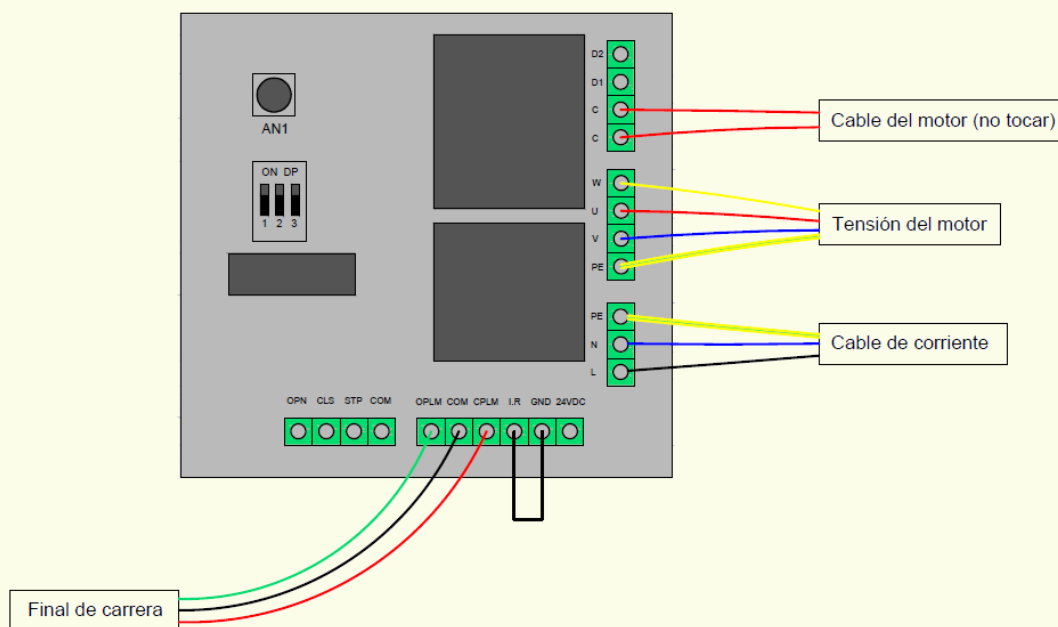 D2
D1
C
C
Cable del motor (no tocar)
AN1
ON DP
1 2 3
W
U
V
PE
Tensión del motor
PE
N
L
Cable de corriente
OPN CLS STP COM
OPLM COM CPLM I.R GND 24VDC
Final de carrera